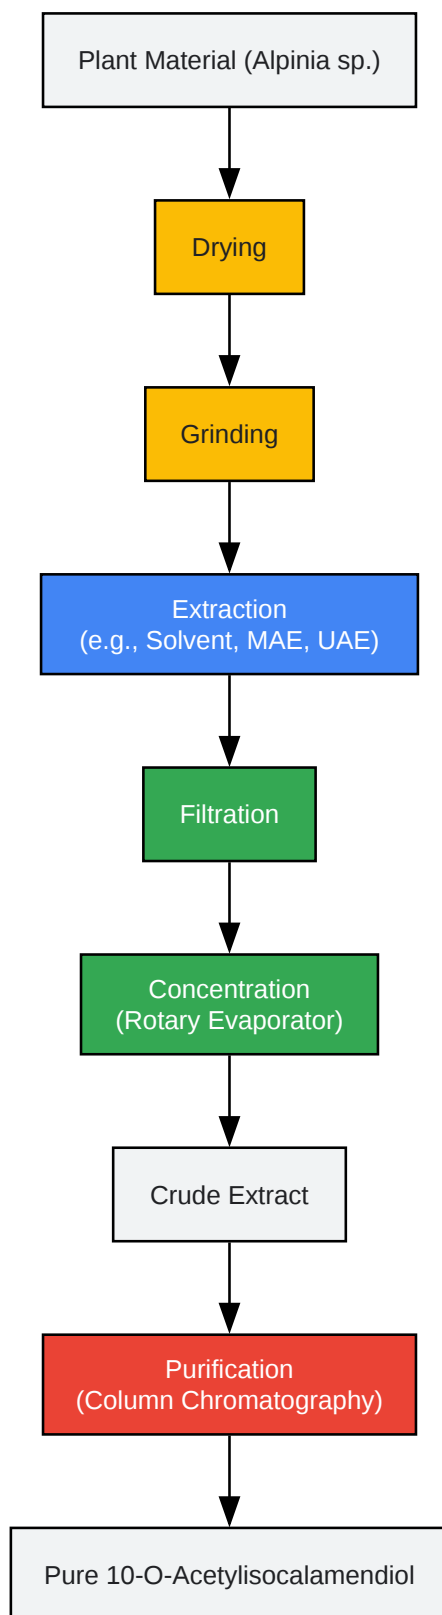 Plant Material (Alpinia sp.)
Drying
Grinding
Extraction
(e.g., Solvent, MAE, UAE)
Filtration
Concentration
(Rotary Evaporator)
Crude Extract
Purification
(Column Chromatography)
Pure 10-O-Acetylisocalamendiol